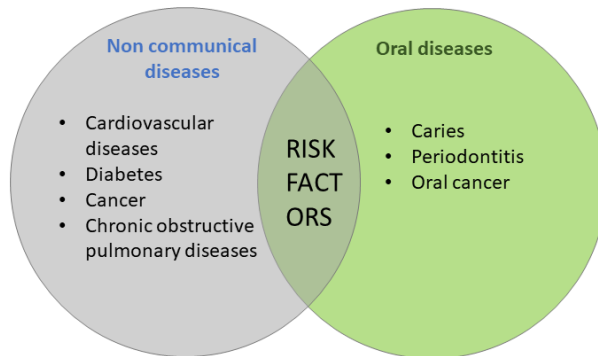 Non communical
diseases
• Cardiovascular
diseases
• Diabetes
• Cancer
• Chronic obstructive
pulmonary diseases
RISK
FACT
ORS
Oral diseases
• Caries
• Periodontitis
• Oral cancer